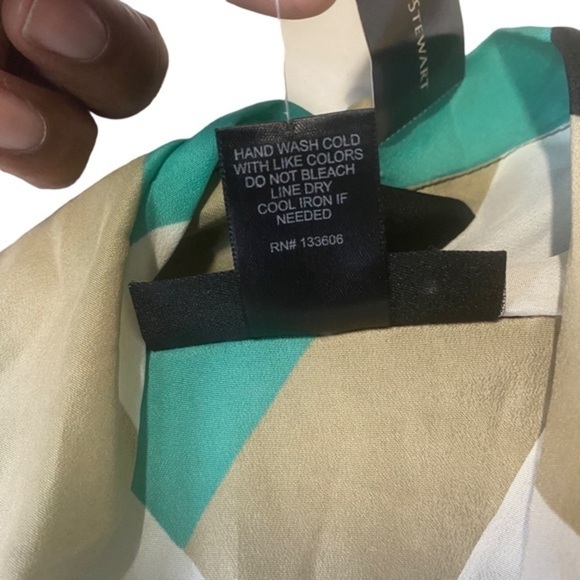 STEWART
HAND WASH COLD
WITH LIKE COLORS
DO NOT BLEACH
LINE DRY
COOL IRON IF
NEEDED
RN# 133606